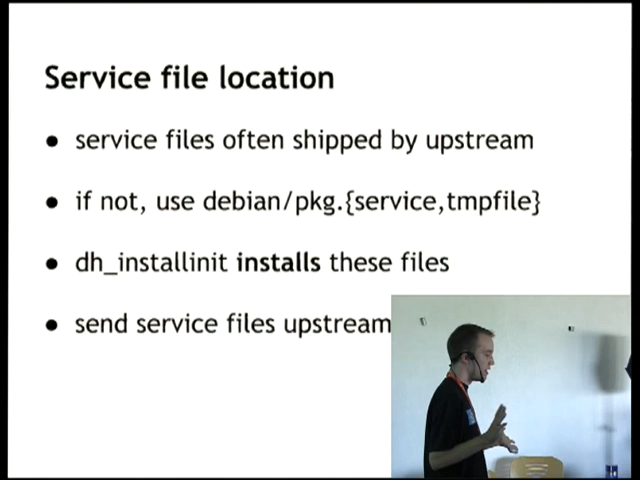 Service file location
● service files often shipped by upstream
● if not, use debian/pkg.{service,tmpfile}
● dh_installinit installs these files
● send service files upstream